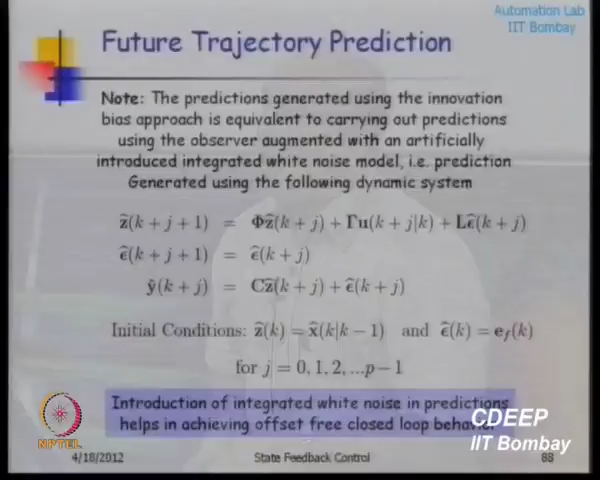 Automation Lab
IIT Bombay
Future Trajectory Prediction
Note: The predictions generated using the innovation
bias approach is equivalent to carrying out predictions
using the observer augmented with an artificially
introduced integrated white noise model, i.e. prediction
Generated using the following dynamic system
ẑ(k + j + 1) = Φẑ(k + j) + Γu(k + j|k) + Lε̂(k + j)
ε̂(k + j + 1) = ε̂(k + j)
ŷ(k + j) = Cẑ(k + j) + ε̂(k + j)
Initial Conditions: ẑ(k) = x̂(k|k − 1) and ε̂(k) = e_f(k)
for j = 0, 1, 2, ...p − 1
Introduction of integrated white noise in predictions
helps in achieving offset free closed loop behavior
CDEEP
IIT Bombay
NPTEL
4/18/2012 State Feedback Control 88